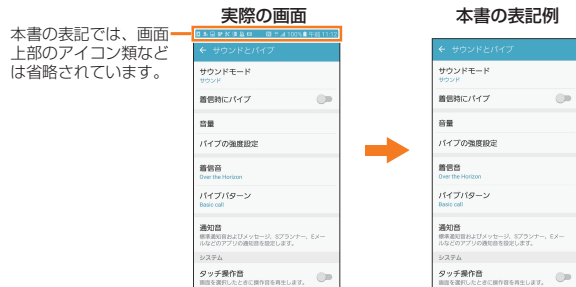 実際の画面
本書の表記例
本書の表記では、画面
上部のアイコン類など
は省略されています。
100% 午前11:12
← サウンドとバイブ
サウンドモード
サウンド
着信時にバイブ
音量
バイブの強度設定
着信音
Over the Horizon
バイブパターン
Basic call
通知音
標準通知音およびメッセージ、Sプランナー、Eメー
ルなどのアプリの通知音を設定します。
システム
タッチ操作音
画面を選択したときに操作音を再生します。
← サウンドとバイブ
サウンドモード
サウンド
着信時にバイブ
音量
バイブの強度設定
着信音
Over the Horizon
バイブパターン
Basic call
通知音
標準通知音およびメッセージ、Sプランナー、Eメー
ルなどのアプリの通知音を設定します。
システム
タッチ操作音
画面を選択したときに操作音を再生します。